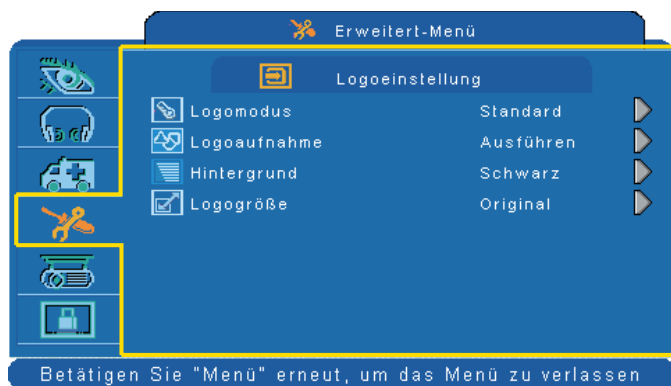 Erweitert-Menü
Logoeinstellung
Logomodus Standard
Logoaufnahme Ausführen
Hintergrund Schwarz
Logogröße Original
Betätigen Sie "Menü" erneut, um das Menü zu verlassen